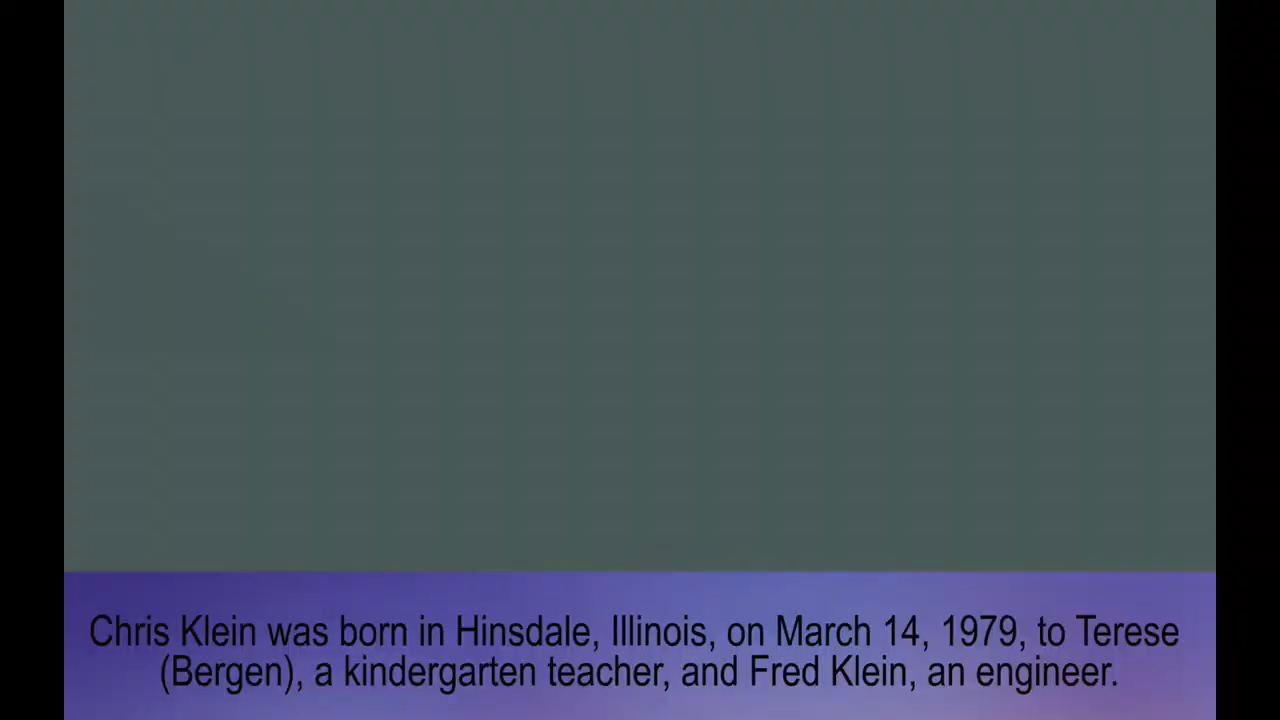 Chris Klein was born in Hinsdale, Illinois, on March 14, 1979, to Terese
(Bergen), a kindergarten teacher, and Fred Klein, an engineer.